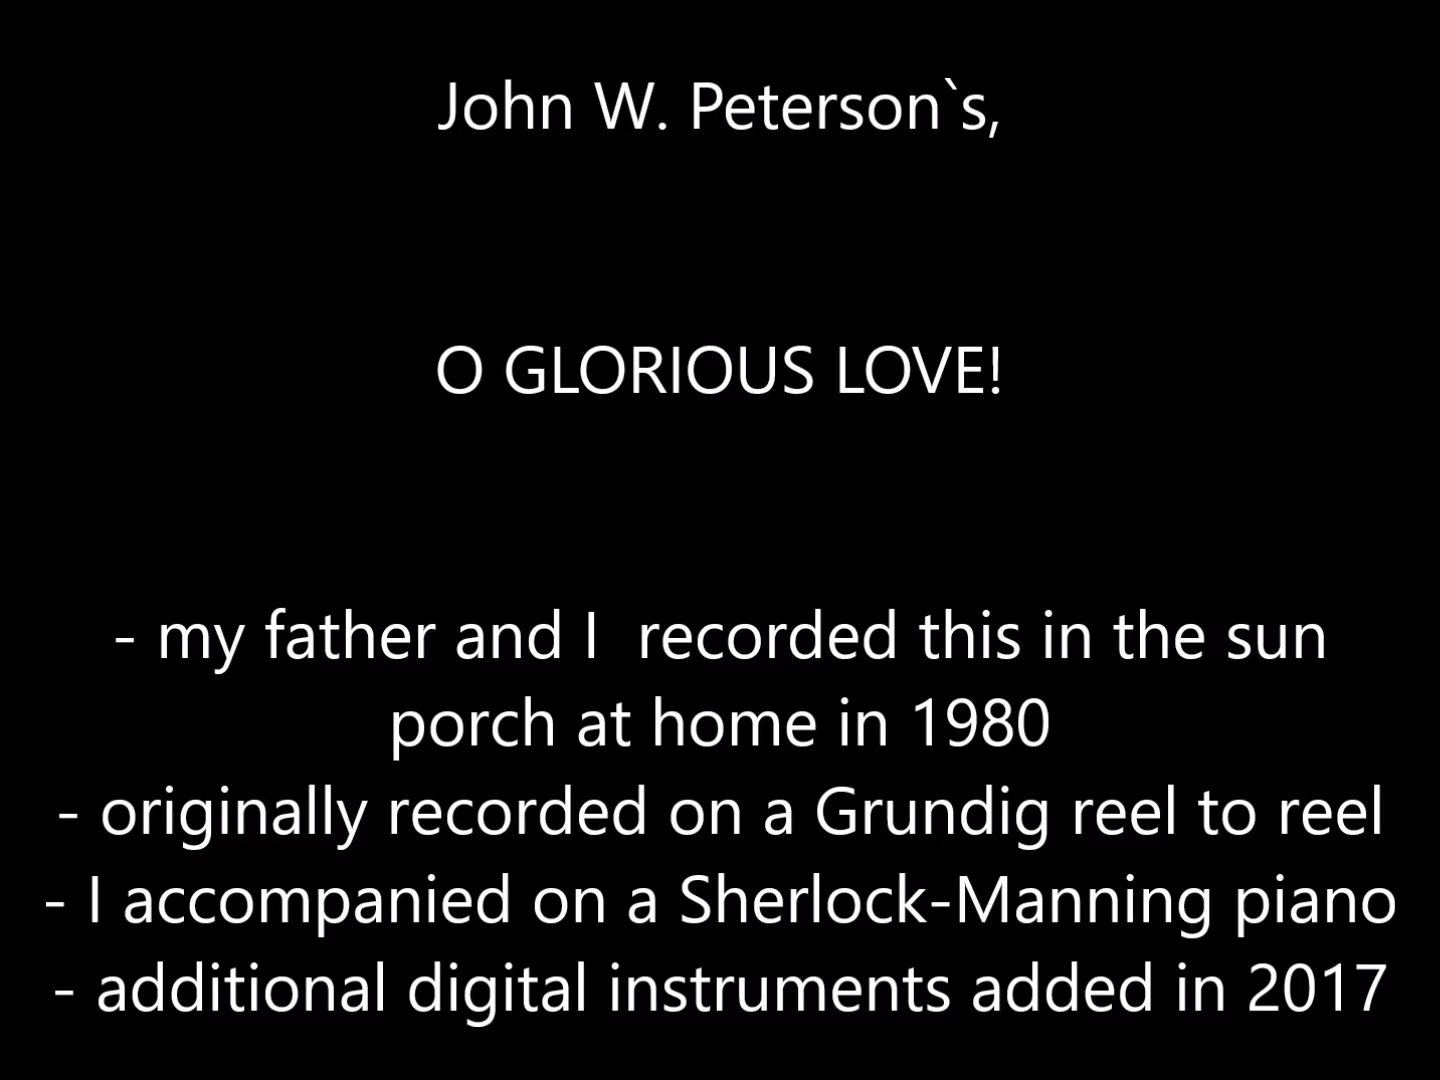 John W. Peterson`s,
O GLORIOUS LOVE!
- my father and I  recorded this in the sun
porch at home in 1980
- originally recorded on a Grundig reel to reel
- I accompanied on a Sherlock-Manning piano
- additional digital instruments added in 2017